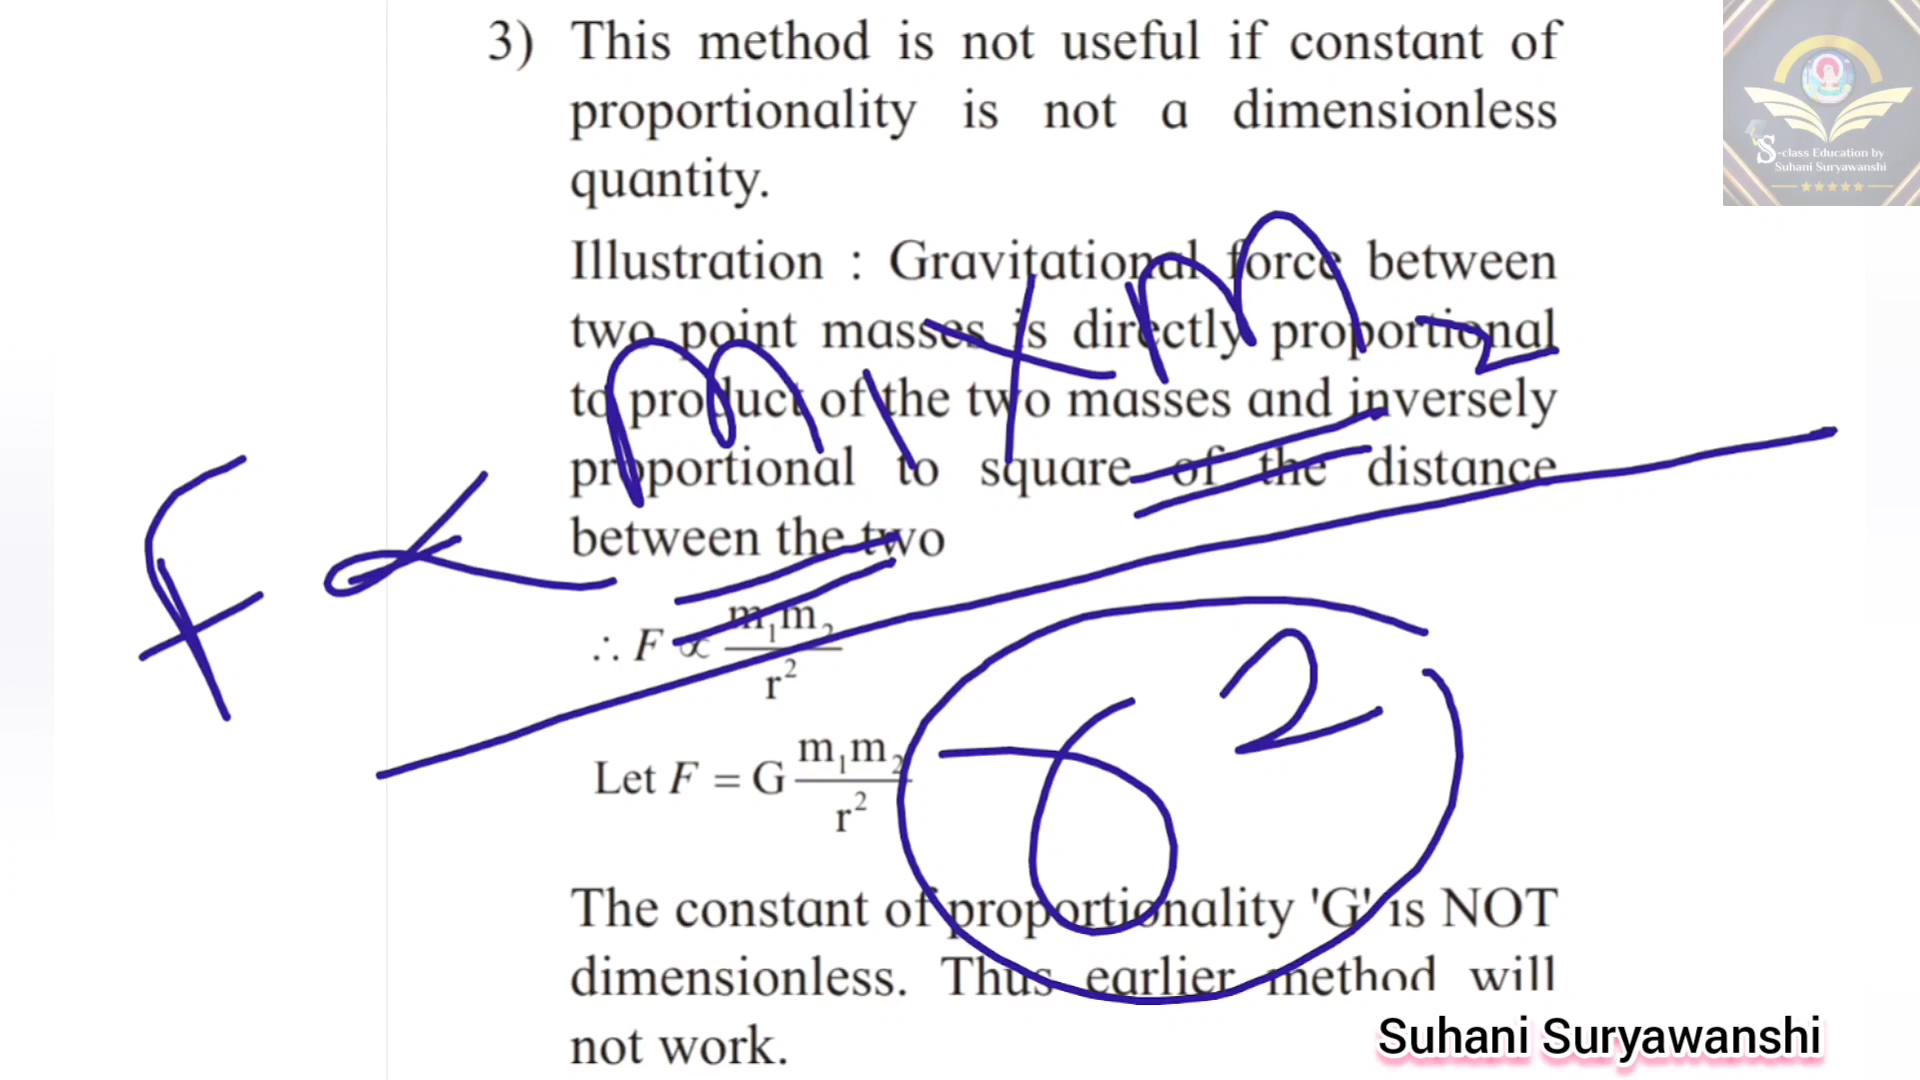 3) This method is not useful if constant of
proportionality is not a dimensionless
quantity.
Illustration : Gravitational force between
two point masses is directly proportional
to product of the two masses and inversely
proportional to square of the distance
between the two
∴ F ∝ m₁m₂/r²
Let F = G m₁m₂/r²
The constant of proportionality 'G' is NOT
dimensionless. Thus earlier method will
not work.
F ∝ m₁ × m₂
2
S-class Education by
Suhani Suryawanshi
Suhani Suryawanshi